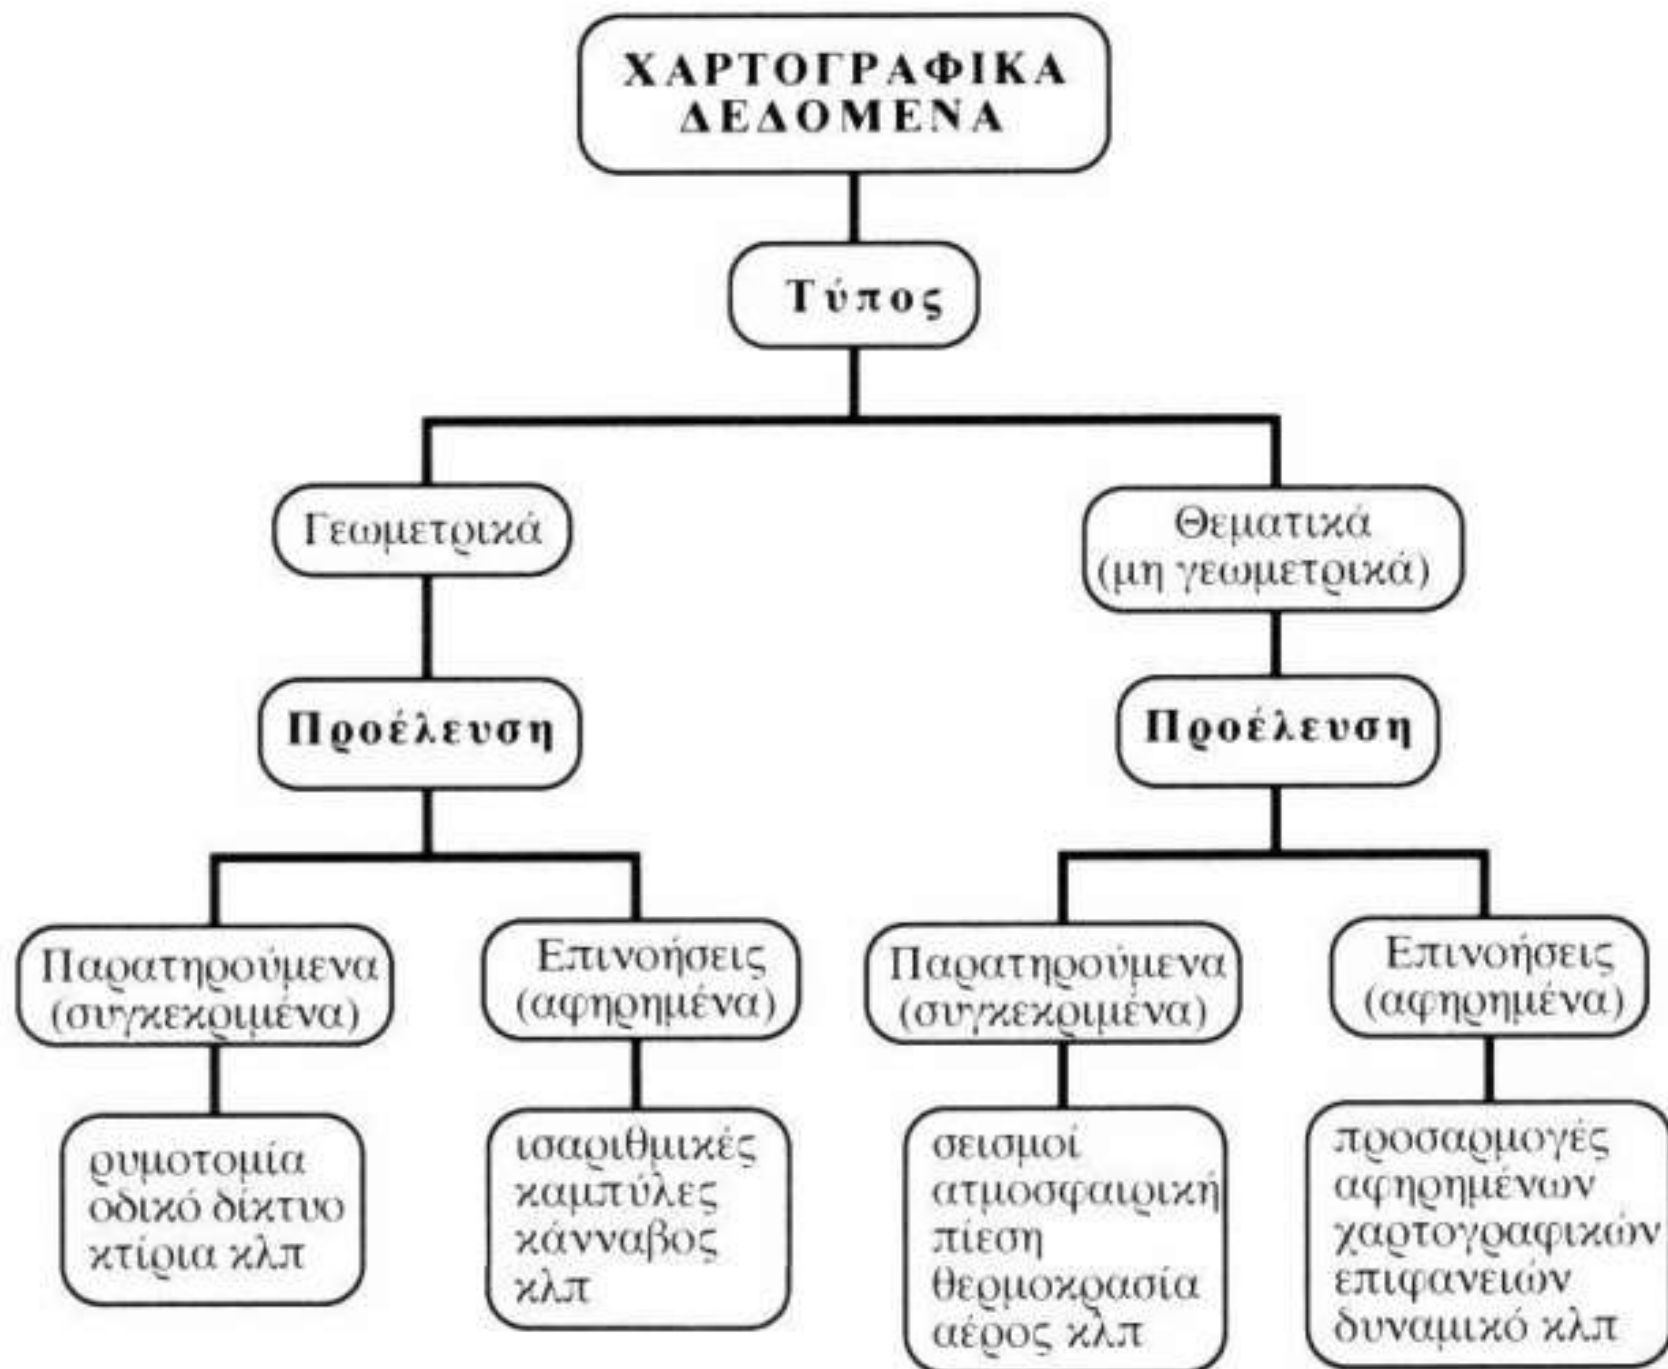 ΧΑΡΤΟΓΡΑΦΙΚΑ
ΔΕΔΟΜΕΝΑ
Τύπος
Γεωμετρικά
Θεματικά
(μη γεωμετρικά)
Προέλευση
Προέλευση
Παρατηρούμενα
(συγκεκριμένα)
Επινοήσεις
(αφηρημένα)
Παρατηρούμενα
(συγκεκριμένα)
Επινοήσεις
(αφηρημένα)
ρυμοτομία
οδικό δίκτυο
κτίρια κλπ
ισαριθμικές
καμπύλες
κάνναβος
κλπ
σεισμοί
ατμοσφαιρική
πίεση
θερμοκρασία
αέρος κλπ
προσαρμογές
αφηρημένων
χαρτογραφικών
επιφανειών
δυναμικό κλπ